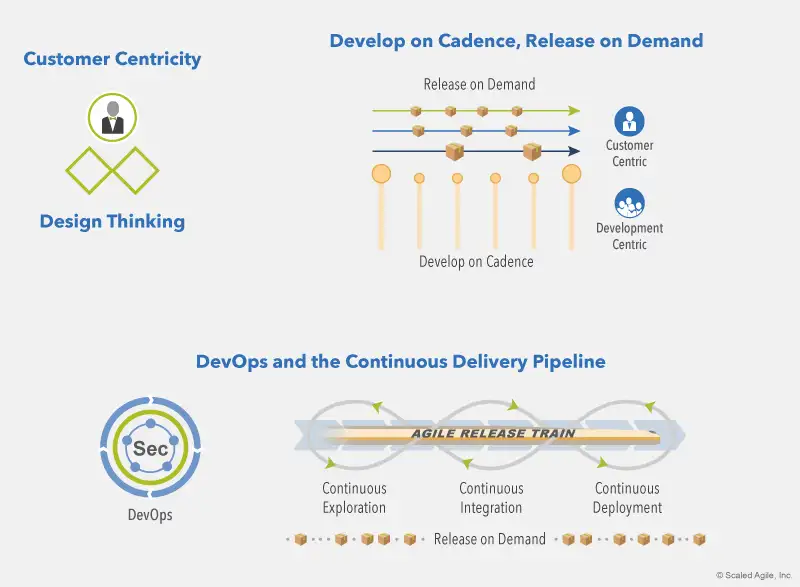 Customer Centricity
Design Thinking
Develop on Cadence, Release on Demand
Release on Demand
Customer
Centric
Development
Centric
Develop on Cadence
DevOps and the Continuous Delivery Pipeline
Sec
DevOps
AGILE RELEASE TRAIN
Continuous
Exploration
Continuous
Integration
Continuous
Deployment
Release on Demand
© Scaled Agile, Inc.